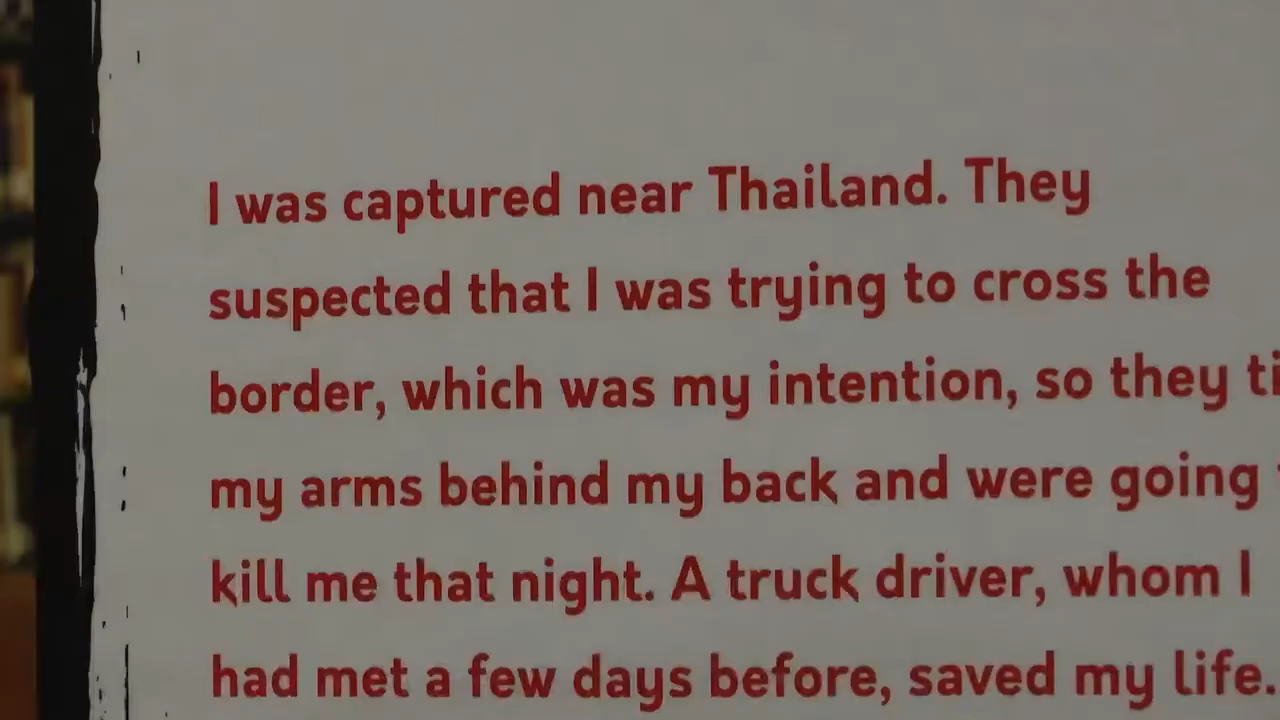 I was captured near Thailand. They
suspected that I was trying to cross the
border, which was my intention, so they
my arms behind my back and were going
kill me that night. A truck driver, whom I
had met a few days before, saved my life.